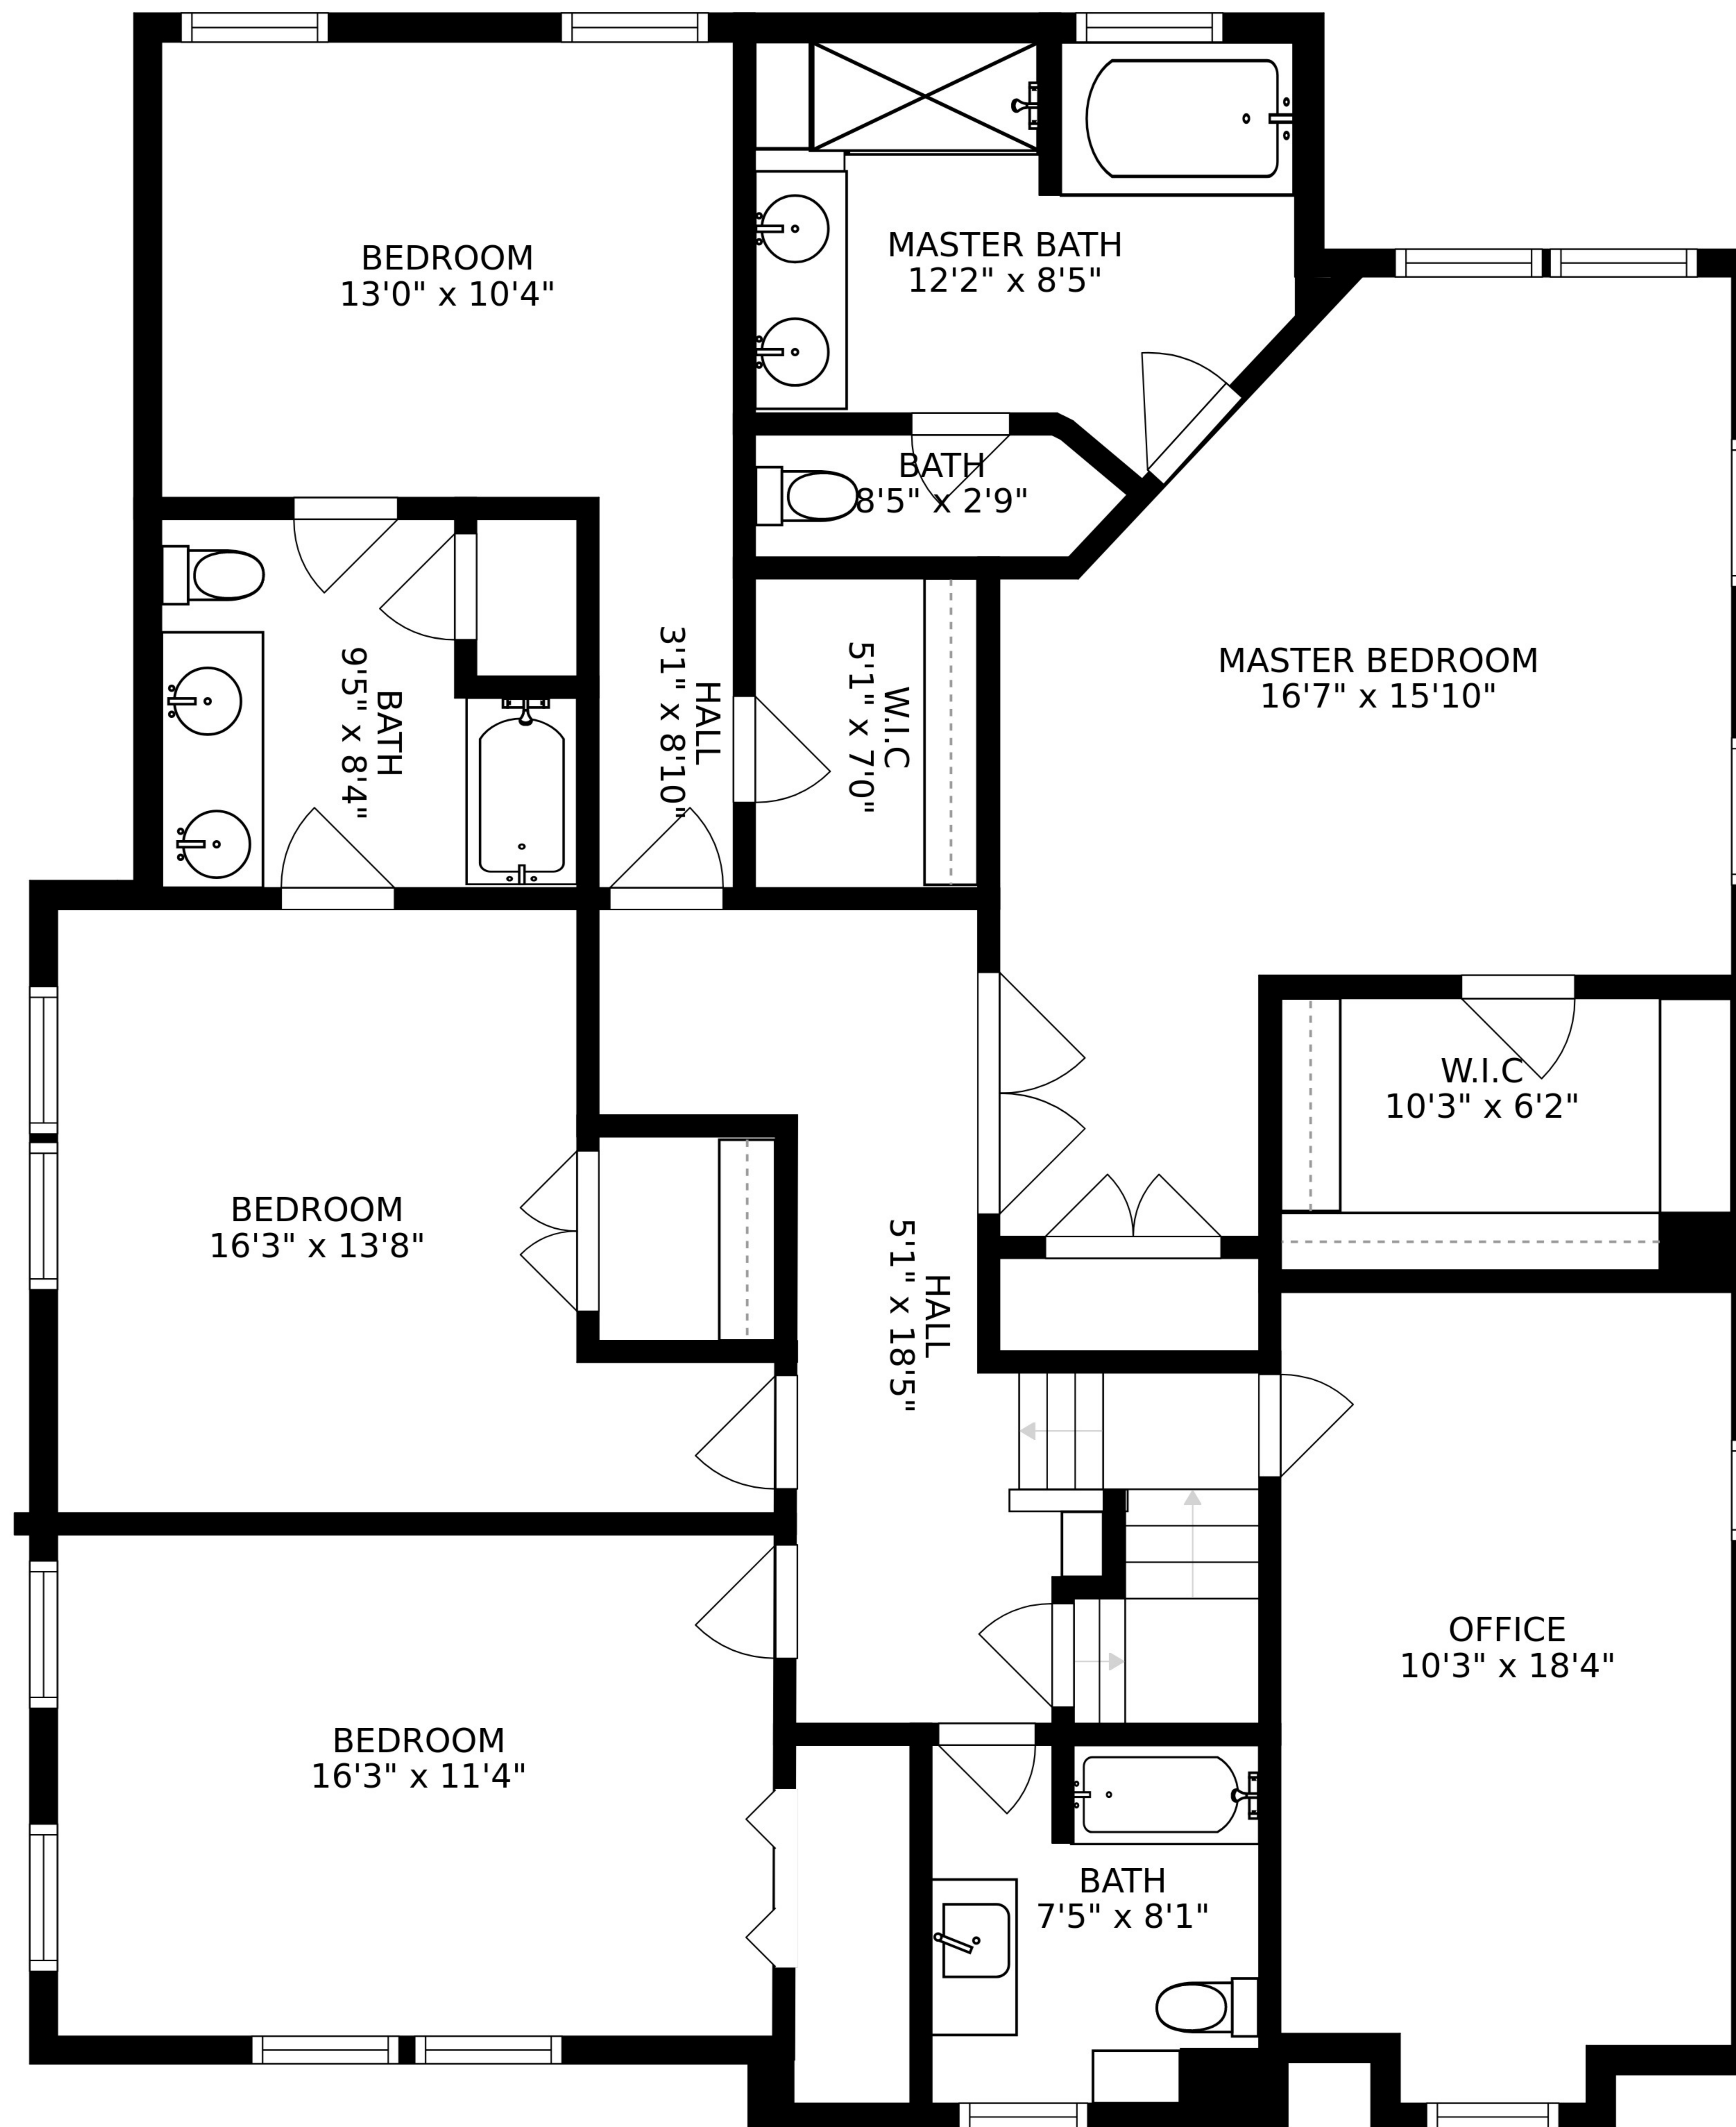 BEDROOM
13'0" x 10'4"
MASTER BATH
12'2" x 8'5"
BATH
8'5" x 2'9"
BATH
9'5" x 8'4"
HALL
3'1" x 8'10"
W.I.C
5'1" x 7'0"
MASTER BEDROOM
16'7" x 15'10"
W.I.C
10'3" x 6'2"
BEDROOM
16'3" x 13'8"
HALL
5'1" x 18'5"
OFFICE
10'3" x 18'4"
BEDROOM
16'3" x 11'4"
BATH
7'5" x 8'1"